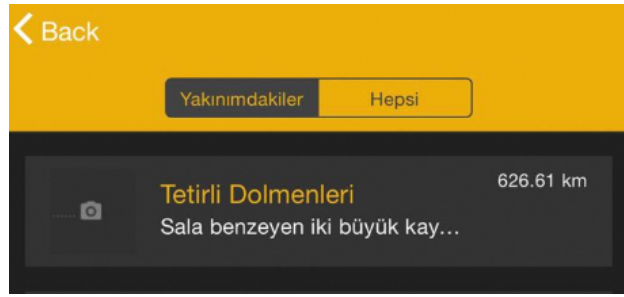 Back
Yakınımdakiler Hepsi
Tetirli Dolmenleri 626.61 km
Sala benzeyen iki büyük kay...